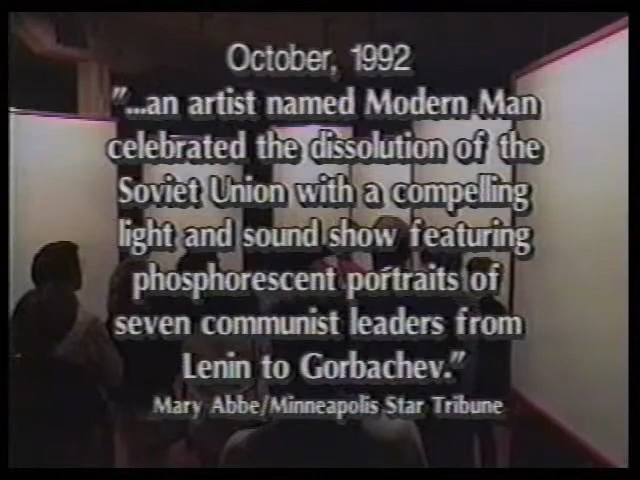 October, 1992
"...an artist named Modern Man
celebrated the dissolution of the
Soviet Union with a compelling
light and sound show featuring
phosphorescent portraits of
seven communist leaders from
Lenin to Gorbachev."
Mary Abbe/Minneapolis Star Tribune